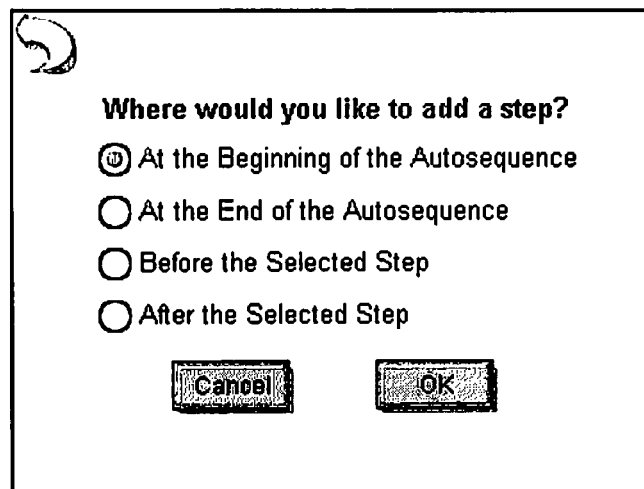 Where would you like to add a step?
At the Beginning of the Autosequence
At the End of the Autosequence
Before the Selected Step
After the Selected Step
Cancel OK